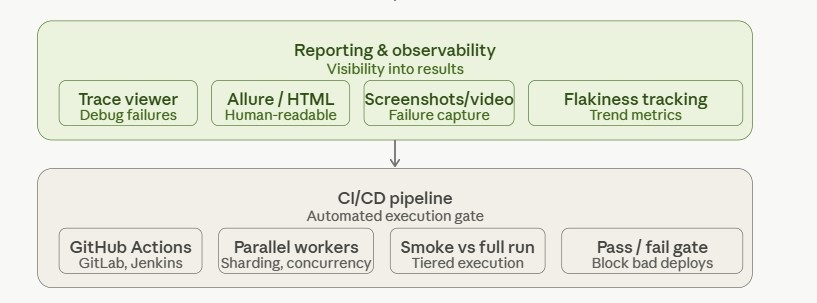 Reporting & observability
Visibility into results
Trace viewer
Debug failures
Allure / HTML
Human-readable
Screenshots/video
Failure capture
Flakiness tracking
Trend metrics
CI/CD pipeline
Automated execution gate
GitHub Actions
GitLab, Jenkins
Parallel workers
Sharding, concurrency
Smoke vs full run
Tiered execution
Pass / fail gate
Block bad deploys